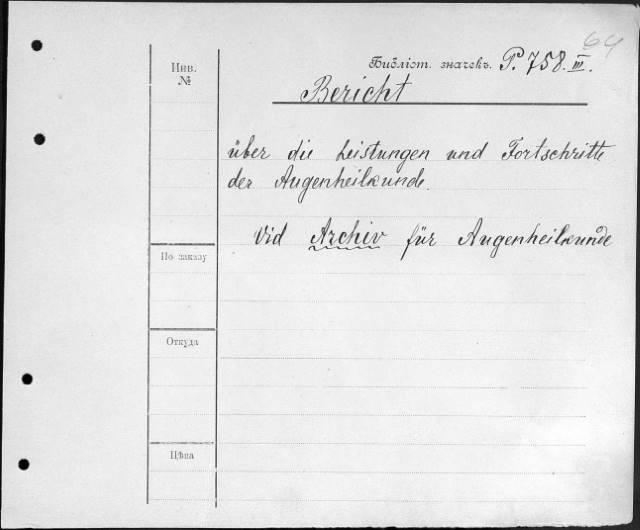 64
Инв.
№
Библіот. значекъ. P. 758. III.
Bericht
über die Leistungen und Fortschritte
der Augenheilkunde.
Vid Archiv für Augenheilkunde
По заказу
Откуда
Цѣна